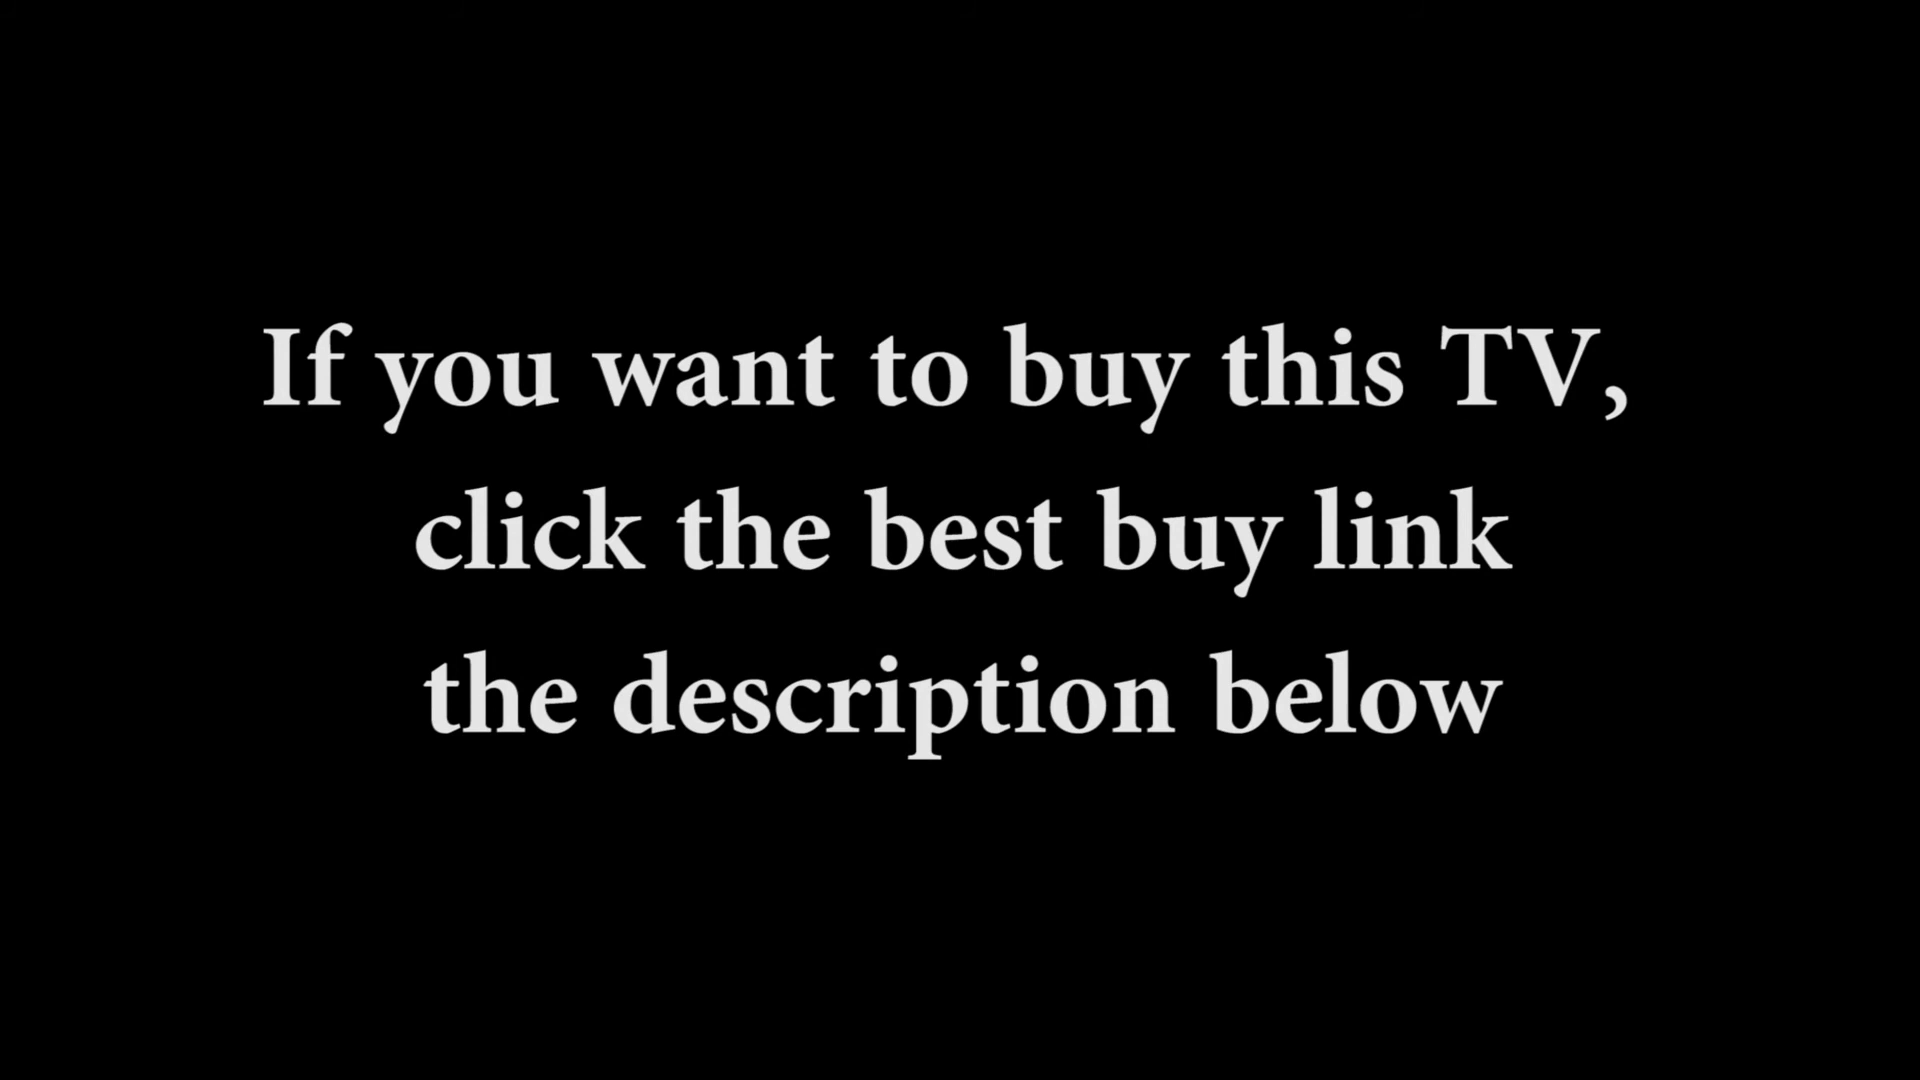 If you want to buy this TV,
click the best buy link
the description below